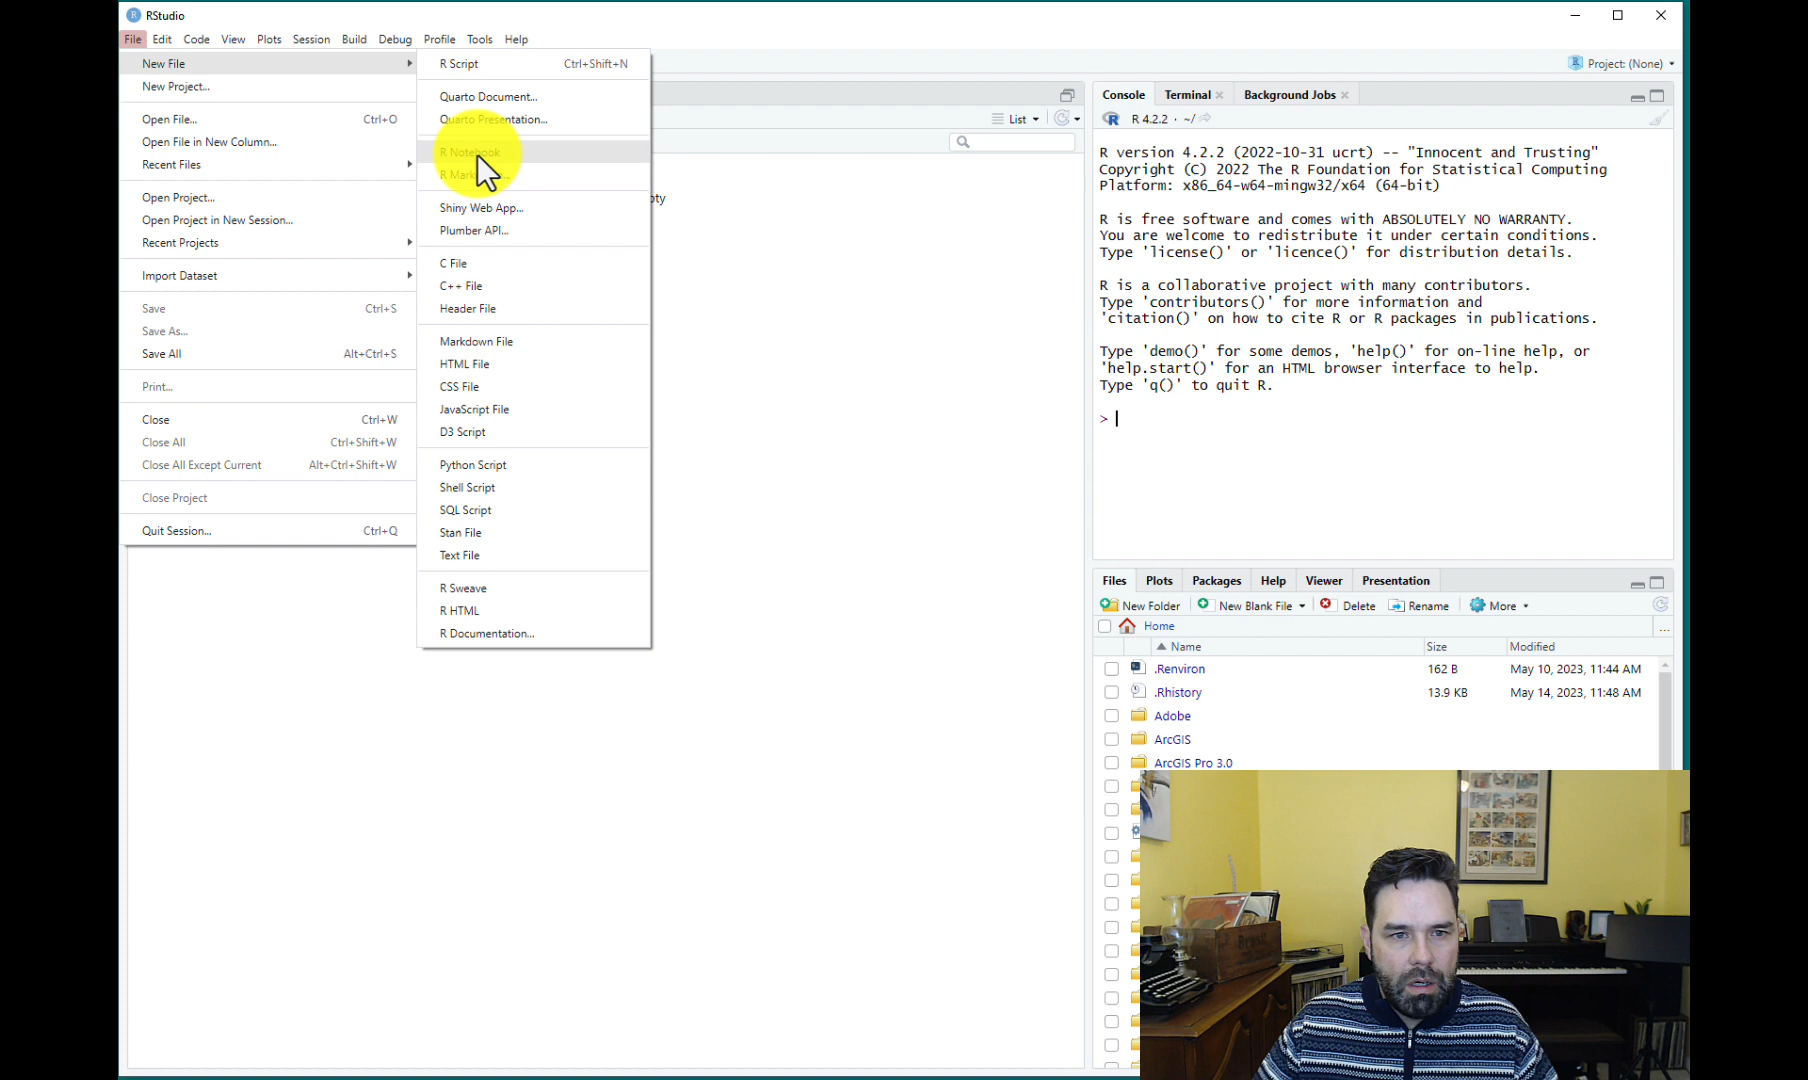 RStudio
File Edit Code View Plots Session Build Debug Profile Tools Help
New File
New Project...
Open File... Ctrl+O
Open File in New Column...
Recent Files
Open Project...
Open Project in New Session...
Recent Projects
Import Dataset
Save Ctrl+S
Save As...
Save All Alt+Ctrl+S
Print...
Close Ctrl+W
Close All Ctrl+Shift+W
Close All Except Current Alt+Ctrl+Shift+W
Close Project
Quit Session... Ctrl+Q
R Script Ctrl+Shift+N
Quarto Document...
Quarto Presentation...
R Notebook
Shiny Web App...
Plumber API...
C File
C++ File
Header File
Markdown File
HTML File
CSS File
JavaScript File
D3 Script
Python Script
Shell Script
SQL Script
Stan File
Text File
R Sweave
R HTML
R Documentation...
List
Project: (None)
Console Terminal Background Jobs
R 4.2.2 · ~/
R version 4.2.2 (2022-10-31 ucrt) -- "Innocent and Trusting"
Copyright (C) 2022 The R Foundation for Statistical Computing
Platform: x86_64-w64-mingw32/x64 (64-bit)
R is free software and comes with ABSOLUTELY NO WARRANTY.
You are welcome to redistribute it under certain conditions.
Type 'license()' or 'licence()' for distribution details.
R is a collaborative project with many contributors.
Type 'contributors()' for more information and
'citation()' on how to cite R or R packages in publications.
Type 'demo()' for some demos, 'help()' for on-line help, or
'help.start()' for an HTML browser interface to help.
Type 'q()' to quit R.
>
Files Plots Packages Help Viewer Presentation
New Folder New Blank File Delete Rename More
Home ...
Name Size Modified
.Renviron 162 B May 10, 2023, 11:44 AM
.Rhistory 13.9 KB May 14, 2023, 11:48 AM
Adobe
ArcGIS
ArcGIS Pro 3.0